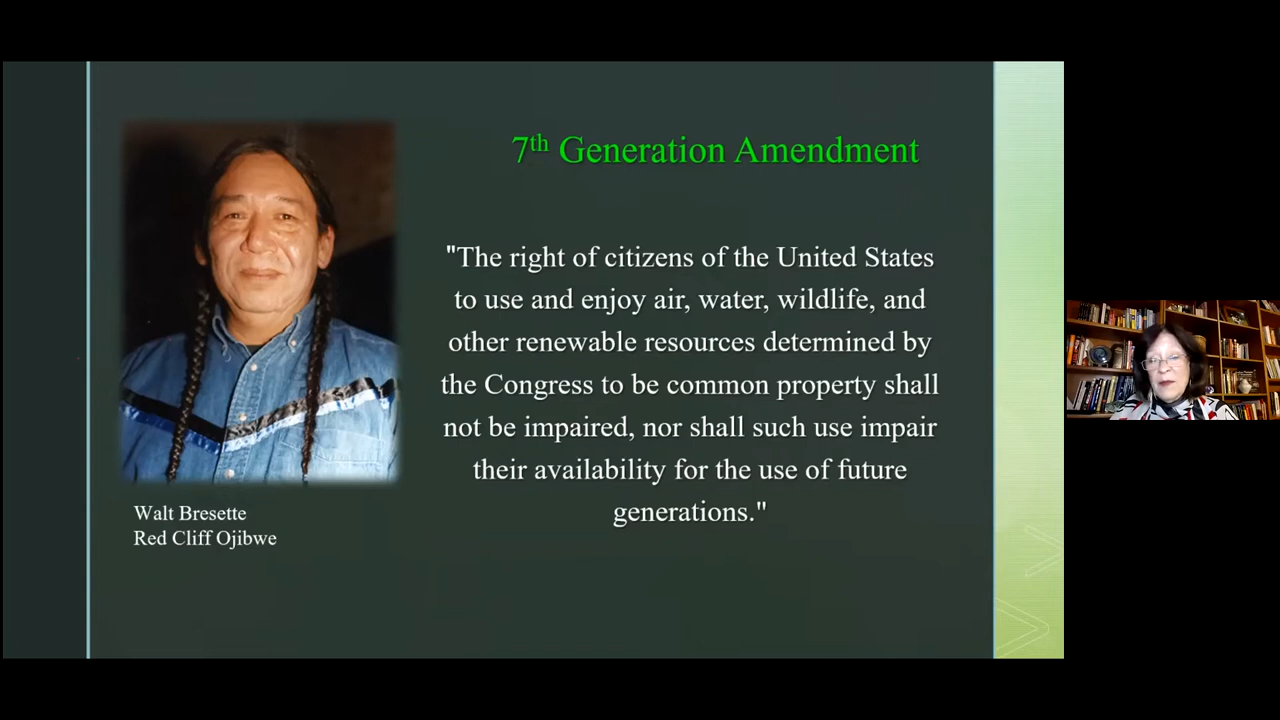 7th Generation Amendment
"The right of citizens of the United States
to use and enjoy air, water, wildlife, and
other renewable resources determined by
the Congress to be common property shall
not be impaired, nor shall such use impair
their availability for the use of future
generations."
Walt Bresette
Red Cliff Ojibwe